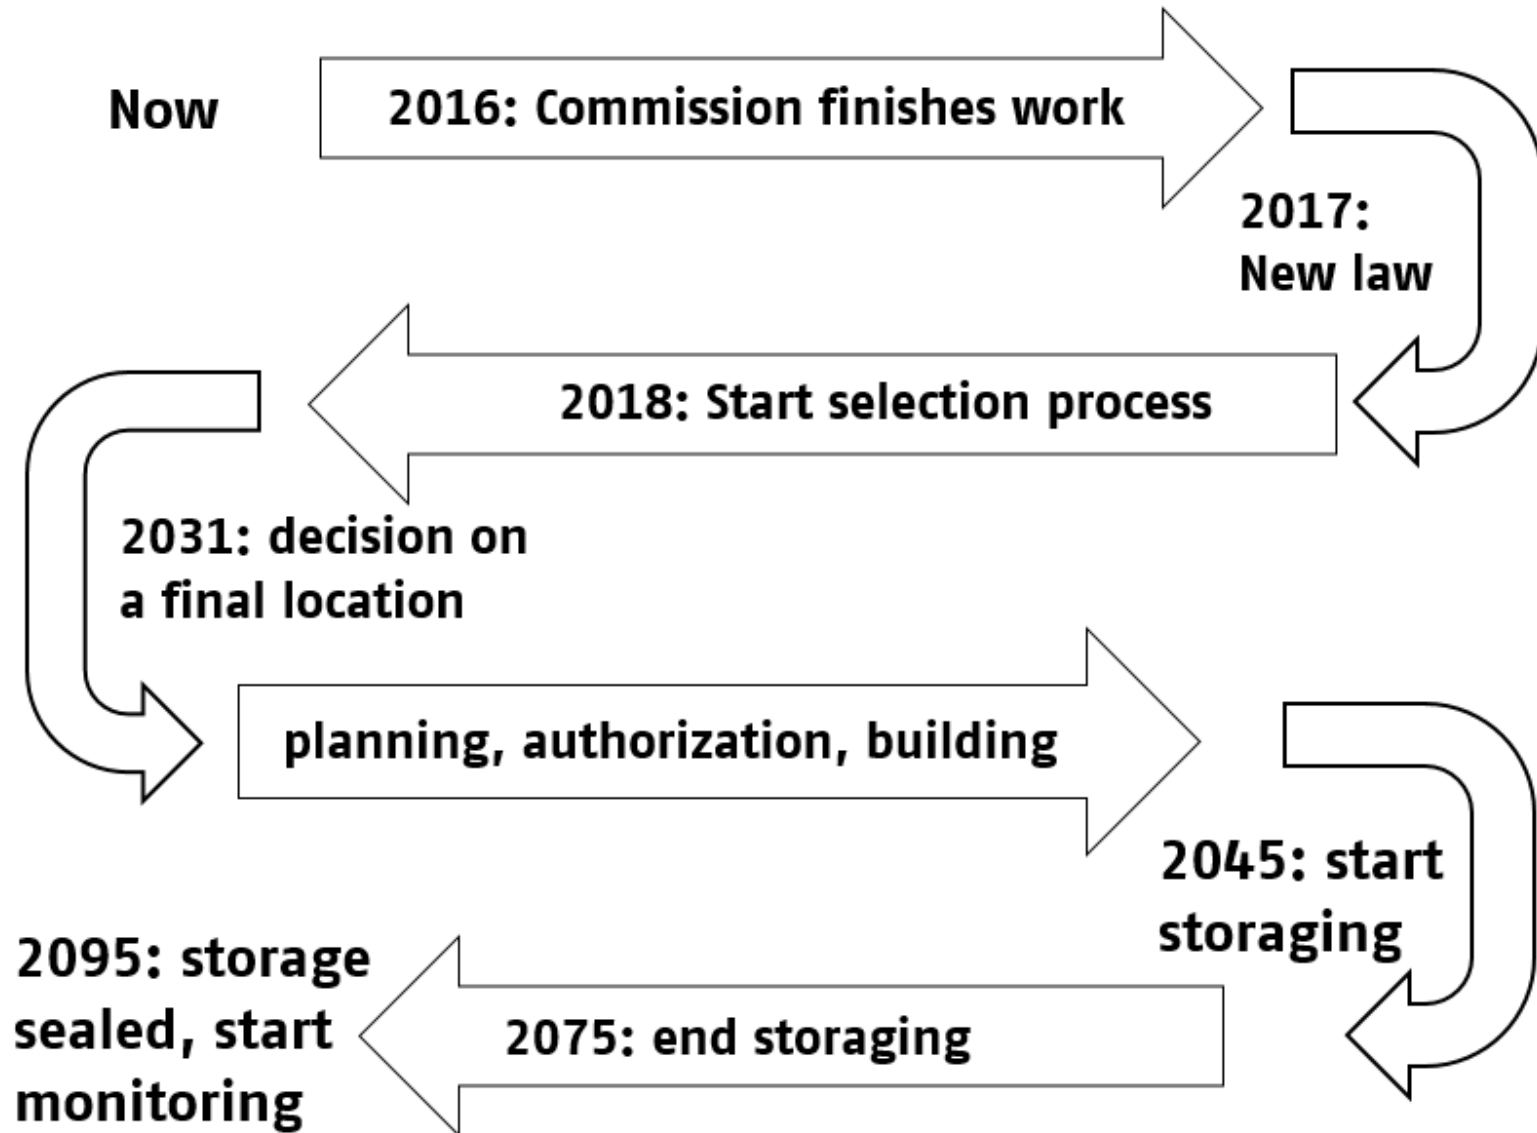 Now
2016: Commission finishes work
2017:
New law
2018: Start selection process
2031: decision on
a final location
planning, authorization, building
2045: start
storaging
2075: end storaging
2095: storage
sealed, start
monitoring